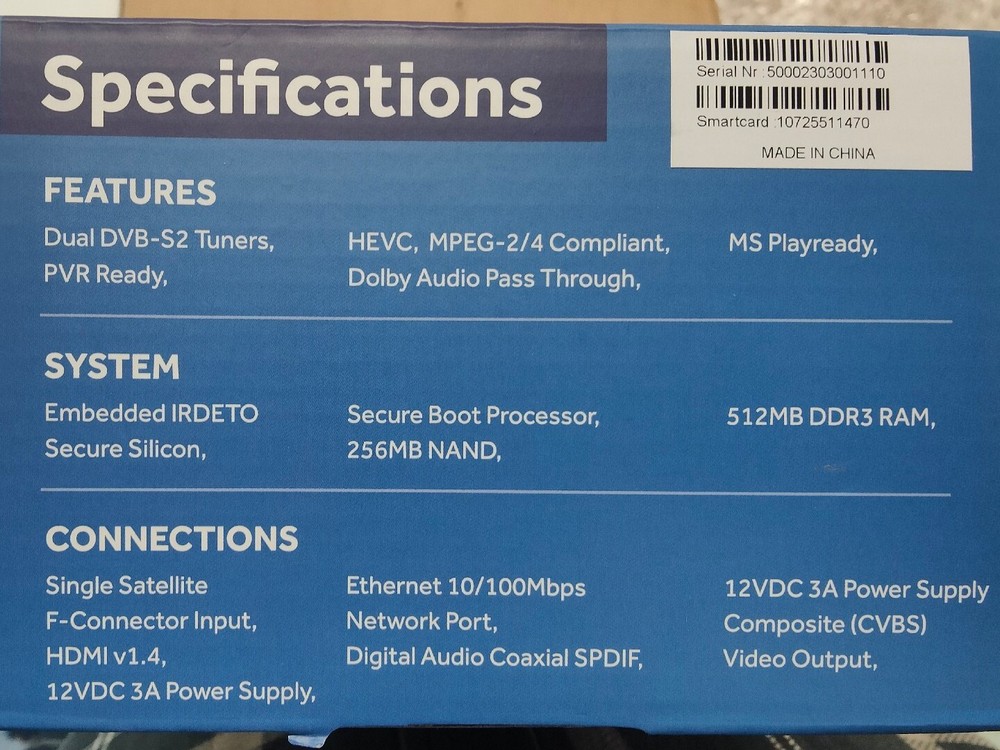 Specifications
Serial Nr :50002303001110
Smartcard :10725511470
MADE IN CHINA
FEATURES
Dual DVB-S2 Tuners,
PVR Ready,
HEVC, MPEG-2/4 Compliant,
Dolby Audio Pass Through,
MS Playready,
SYSTEM
Embedded IRDETO
Secure Silicon,
Secure Boot Processor,
256MB NAND,
512MB DDR3 RAM,
CONNECTIONS
Single Satellite
F-Connector Input,
HDMI v1.4,
12VDC 3A Power Supply,
Ethernet 10/100Mbps
Network Port,
Digital Audio Coaxial SPDIF,
12VDC 3A Power Supply
Composite (CVBS)
Video Output,